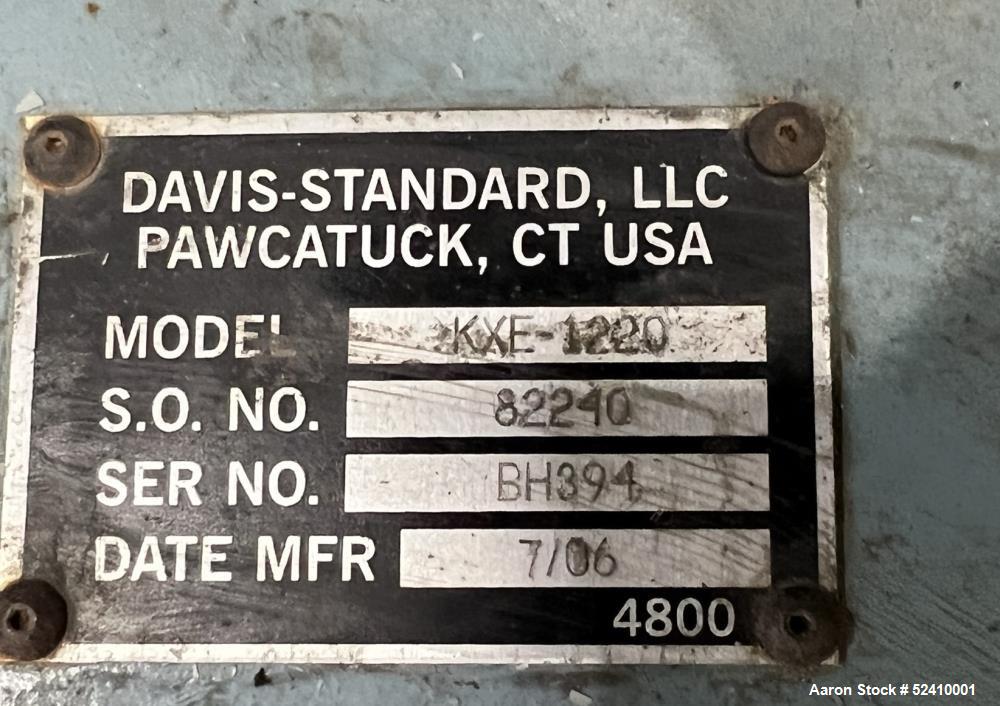 DAVIS-STANDARD, LLC
PAWCATUCK, CT USA
MODEL KXE-1220
S.O. NO. 82240
SER NO. BH394
DATE MFR 7/06
4800
Aaron Stock # 52410001